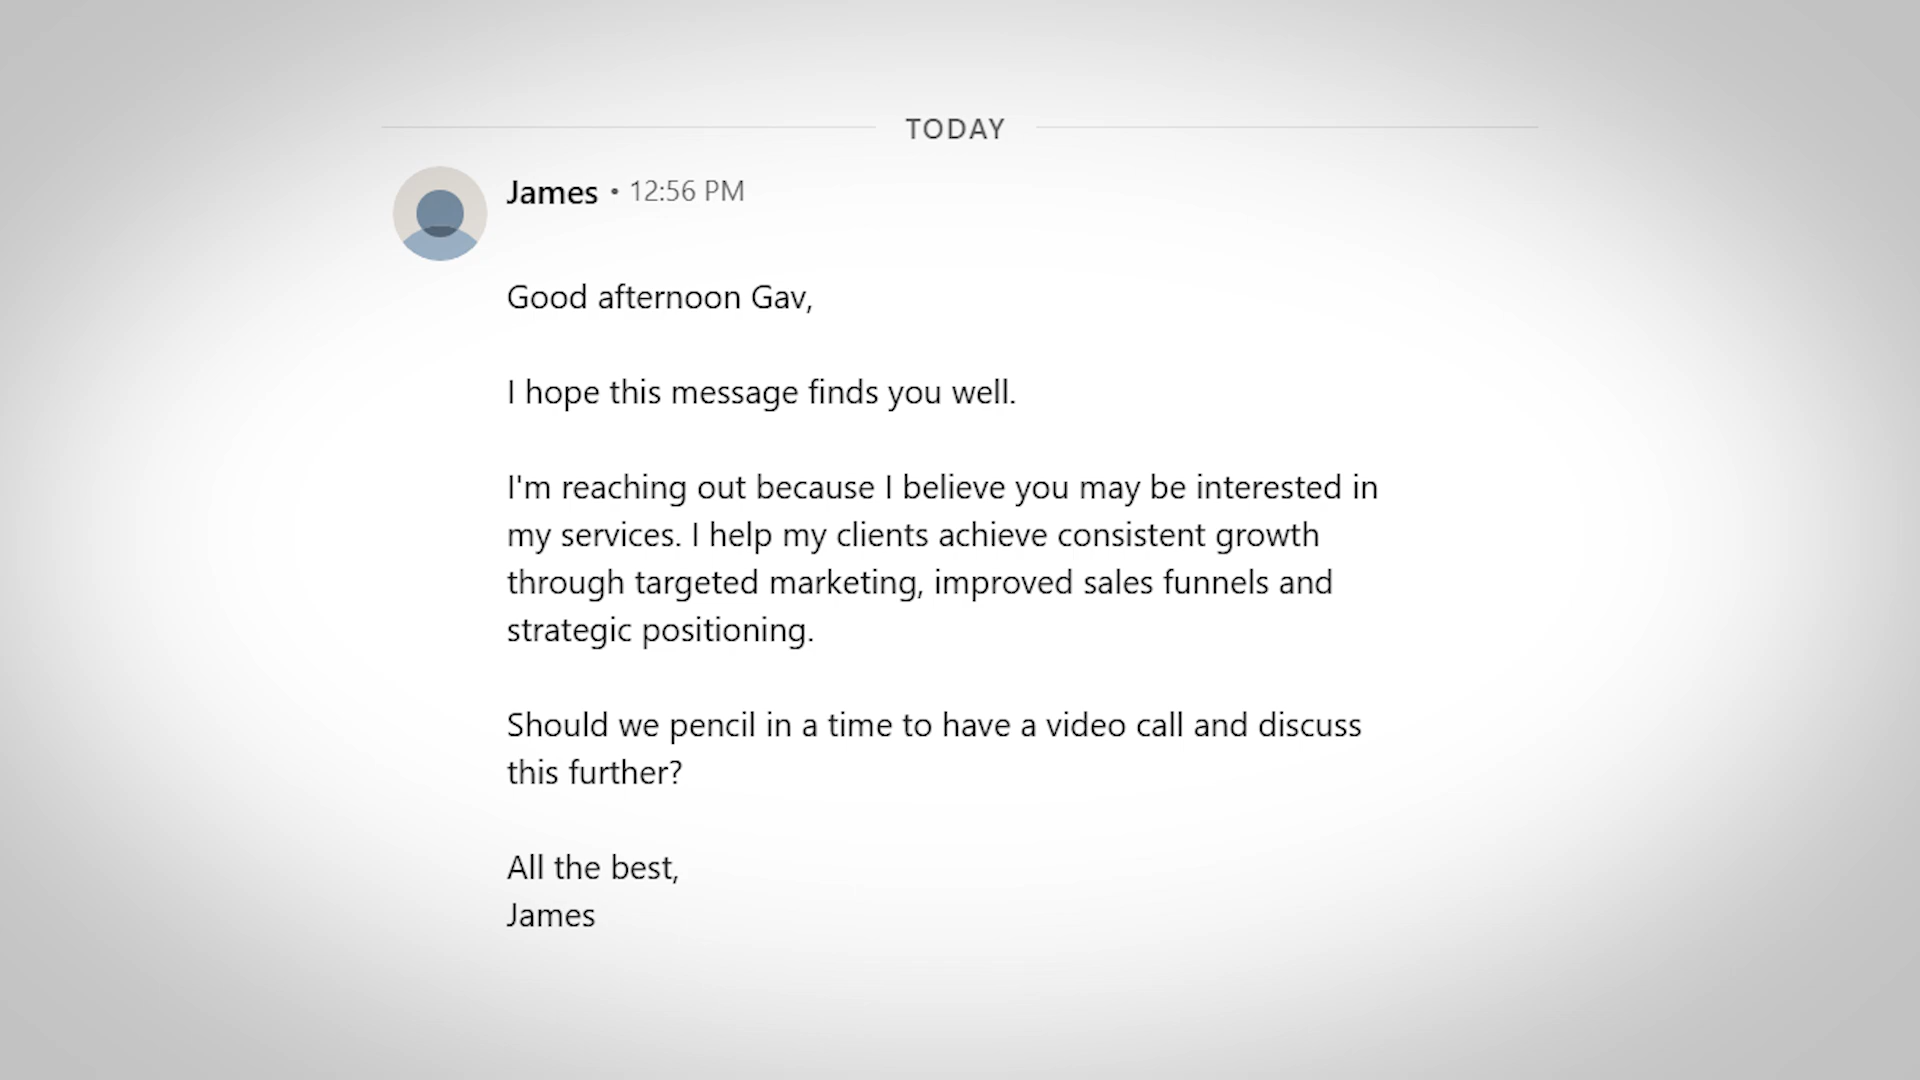 TODAY
James • 12:56 PM
Good afternoon Gav,
I hope this message finds you well.
I'm reaching out because I believe you may be interested in
my services. I help my clients achieve consistent growth
through targeted marketing, improved sales funnels and
strategic positioning.
Should we pencil in a time to have a video call and discuss
this further?
All the best,
James